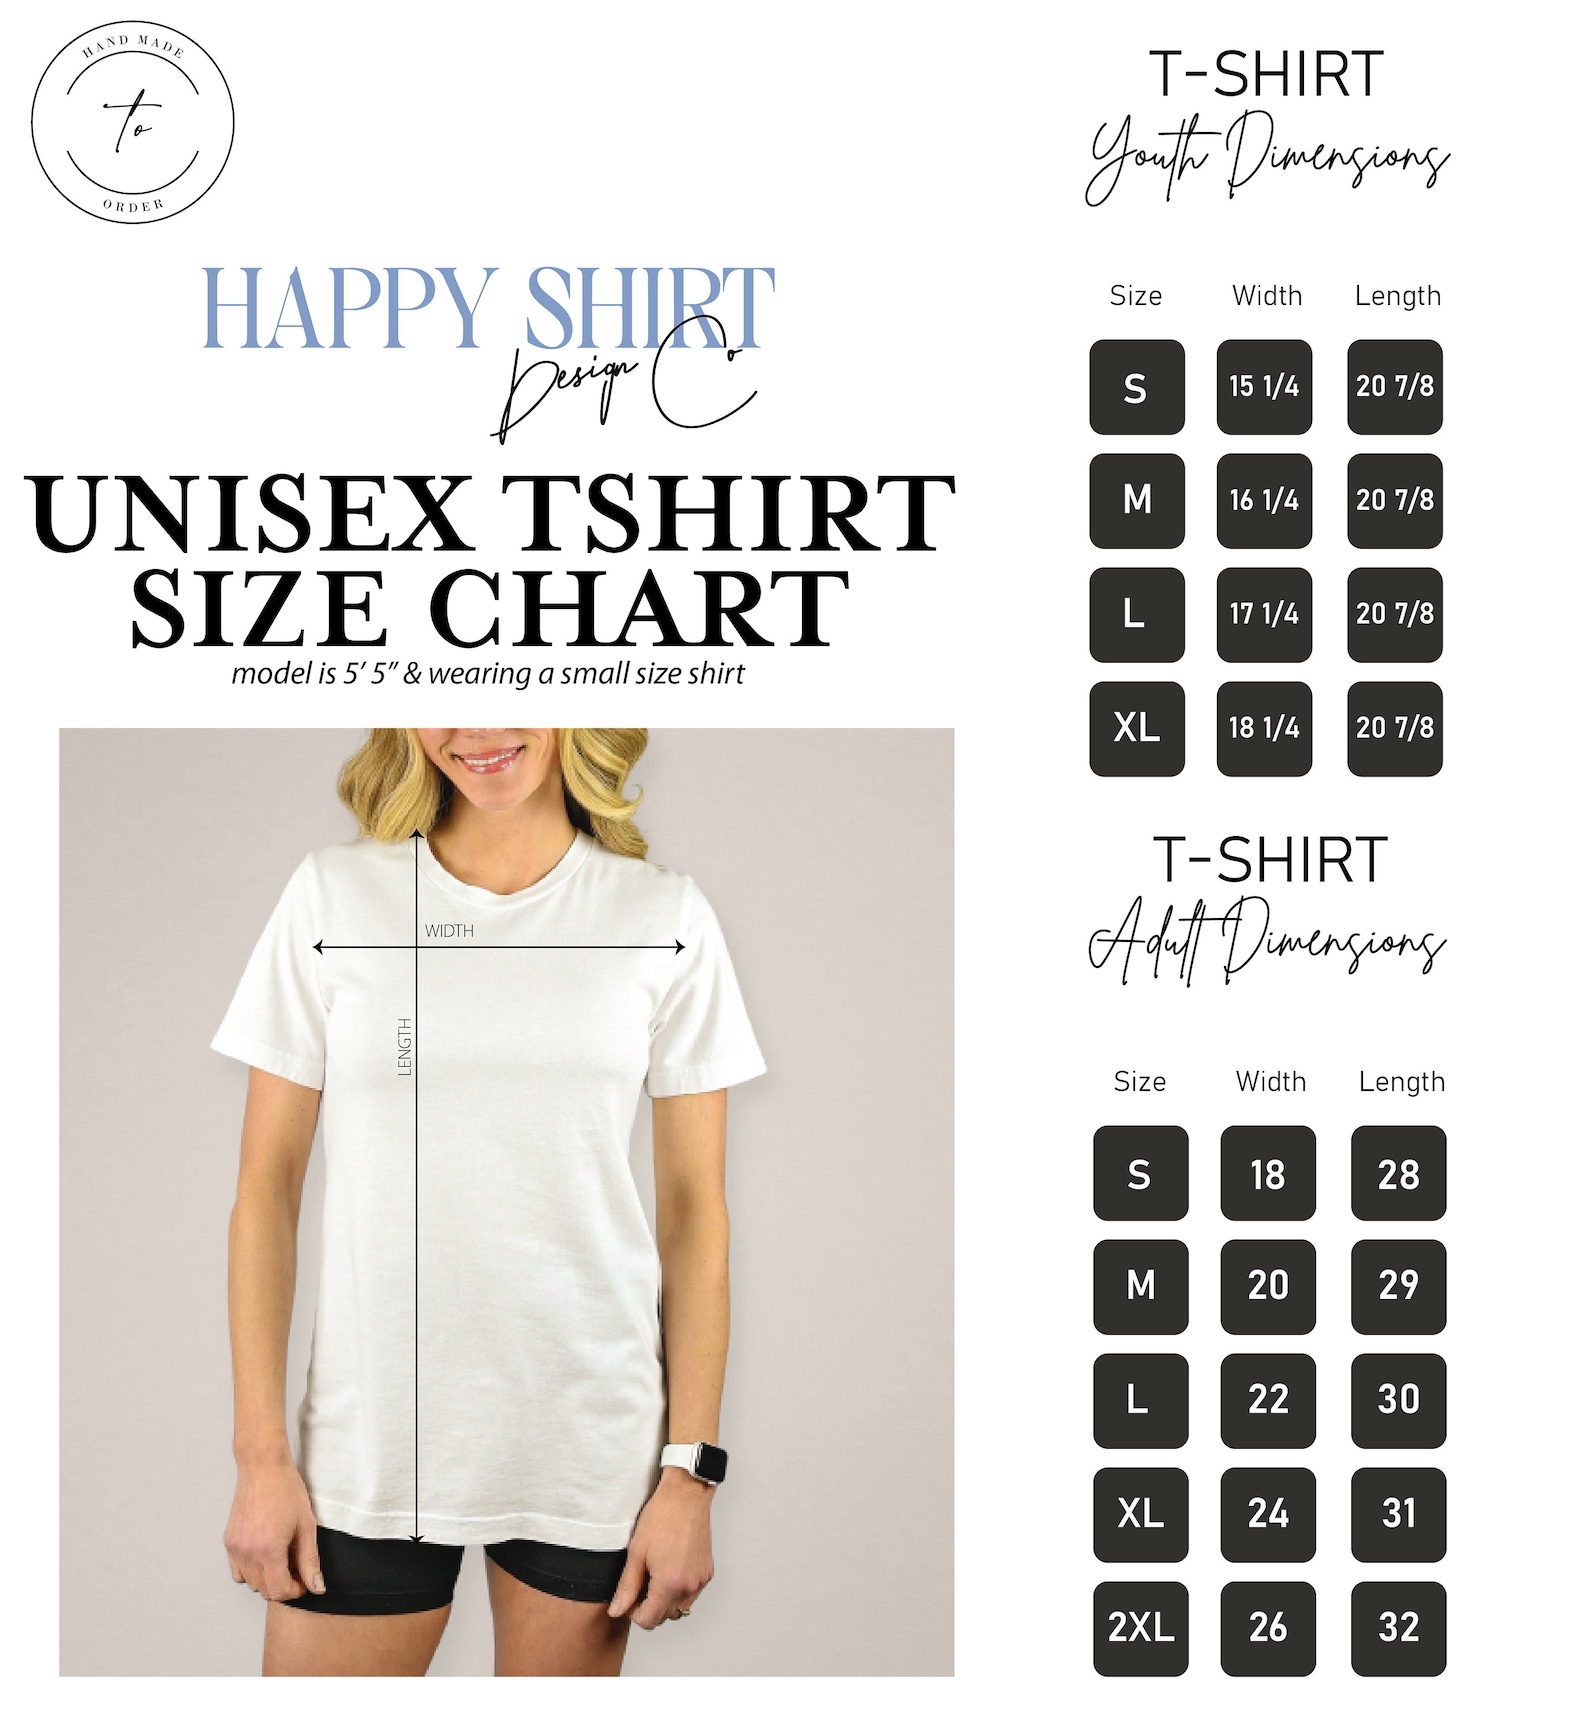 HAND MADE
to
ORDER
HAPPY SHIRT
Design Co
UNISEX TSHIRT
SIZE CHART
model is 5' 5" & wearing a small size shirt
WIDTH
LENGTH
T-SHIRT
Youth Dimensions
Size Width Length
S 15 1/4 20 7/8
M 16 1/4 20 7/8
L 17 1/4 20 7/8
XL 18 1/4 20 7/8
T-SHIRT
Adult Dimensions
Size Width Length
S 18 28
M 20 29
L 22 30
XL 24 31
2XL 26 32